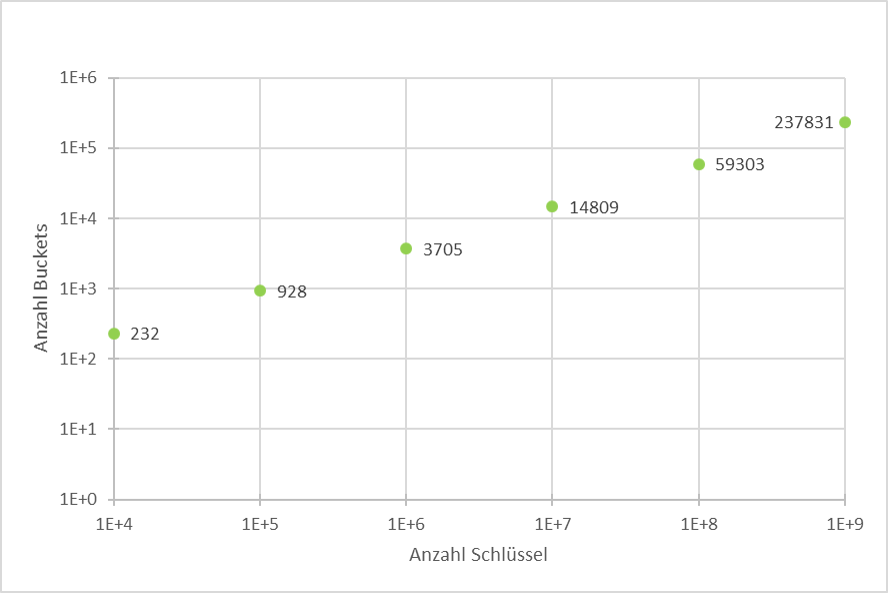 1E+6
237831
1E+5
59303
1E+4
14809
3705
1E+3
928
232
1E+2
1E+1
1E+0
1E+4 1E+5 1E+6 1E+7 1E+8 1E+9
Anzahl Schlüssel
Anzahl Buckets